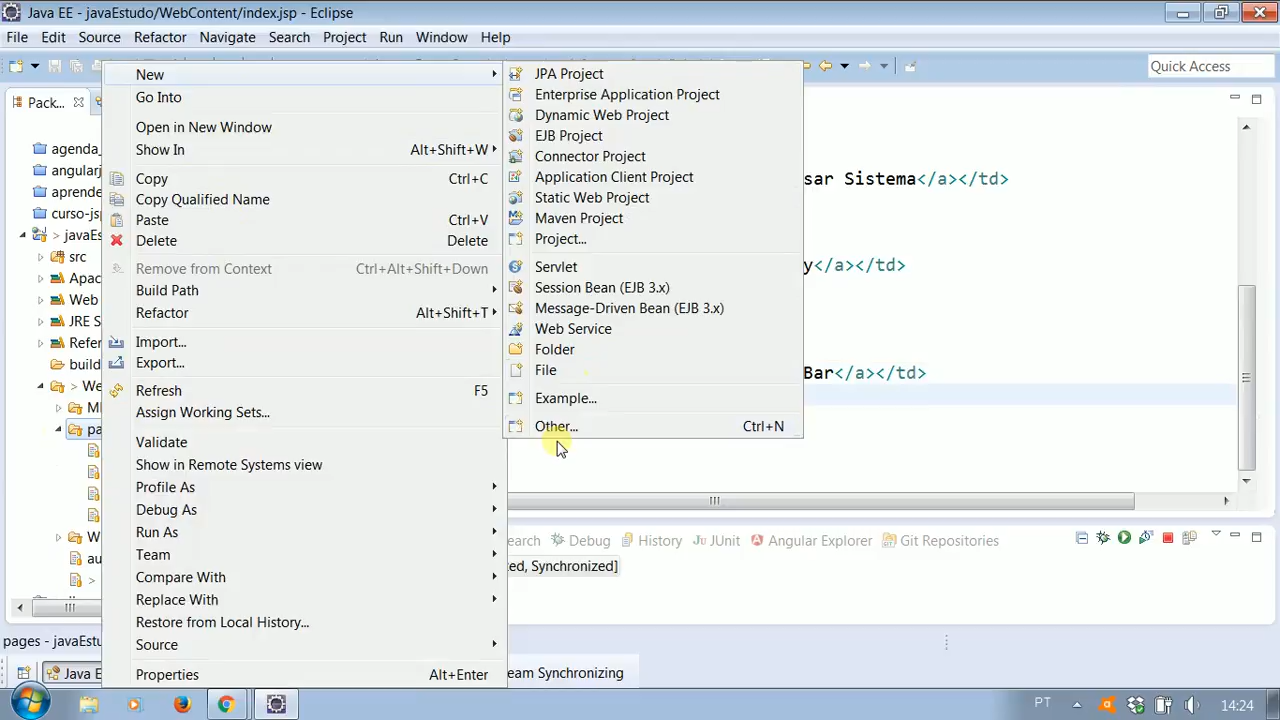 Java EE - javaEstudo/WebContent/index.jsp - Eclipse
File Edit Source Refactor Navigate Search Project Run Window Help
Quick Access
Pack...
New
Go Into
Open in New Window
Show In Alt+Shift+W
Copy Ctrl+C
Copy Qualified Name
Paste Ctrl+V
Delete Delete
Remove from Context Ctrl+Alt+Shift+Down
Build Path
Refactor Alt+Shift+T
Import...
Export...
Refresh F5
Assign Working Sets...
Validate
Show in Remote Systems view
Profile As
Debug As
Run As
Team
Compare With
Replace With
Restore from Local History...
Source
Properties Alt+Enter
JPA Project
Enterprise Application Project
Dynamic Web Project
EJB Project
Connector Project
Application Client Project
Static Web Project
Maven Project
Project...
Servlet
Session Bean (EJB 3.x)
Message-Driven Bean (EJB 3.x)
Web Service
Folder
File
Example...
Other... Ctrl+N
agenda_
angularj
aprende
curso-js
> javaEs
src
Apac
Web
JRE S
Refer
build
> We
pa
W
au
>
sar Sistema</a></td>
y</a></td>
Bar</a></td>
earch Debug History JUnit Angular Explorer Git Repositories
ed, Synchronized]
pages - javaEstu
Java E
eam Synchronizing
PT 14:24